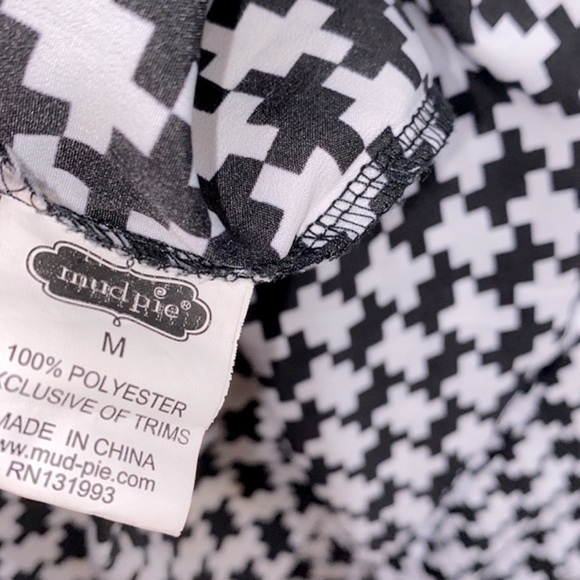 mud pie®
M
100% POLYESTER
XCLUSIVE OF TRIMS
MADE IN CHINA
www.mud-pie.com
RN131993